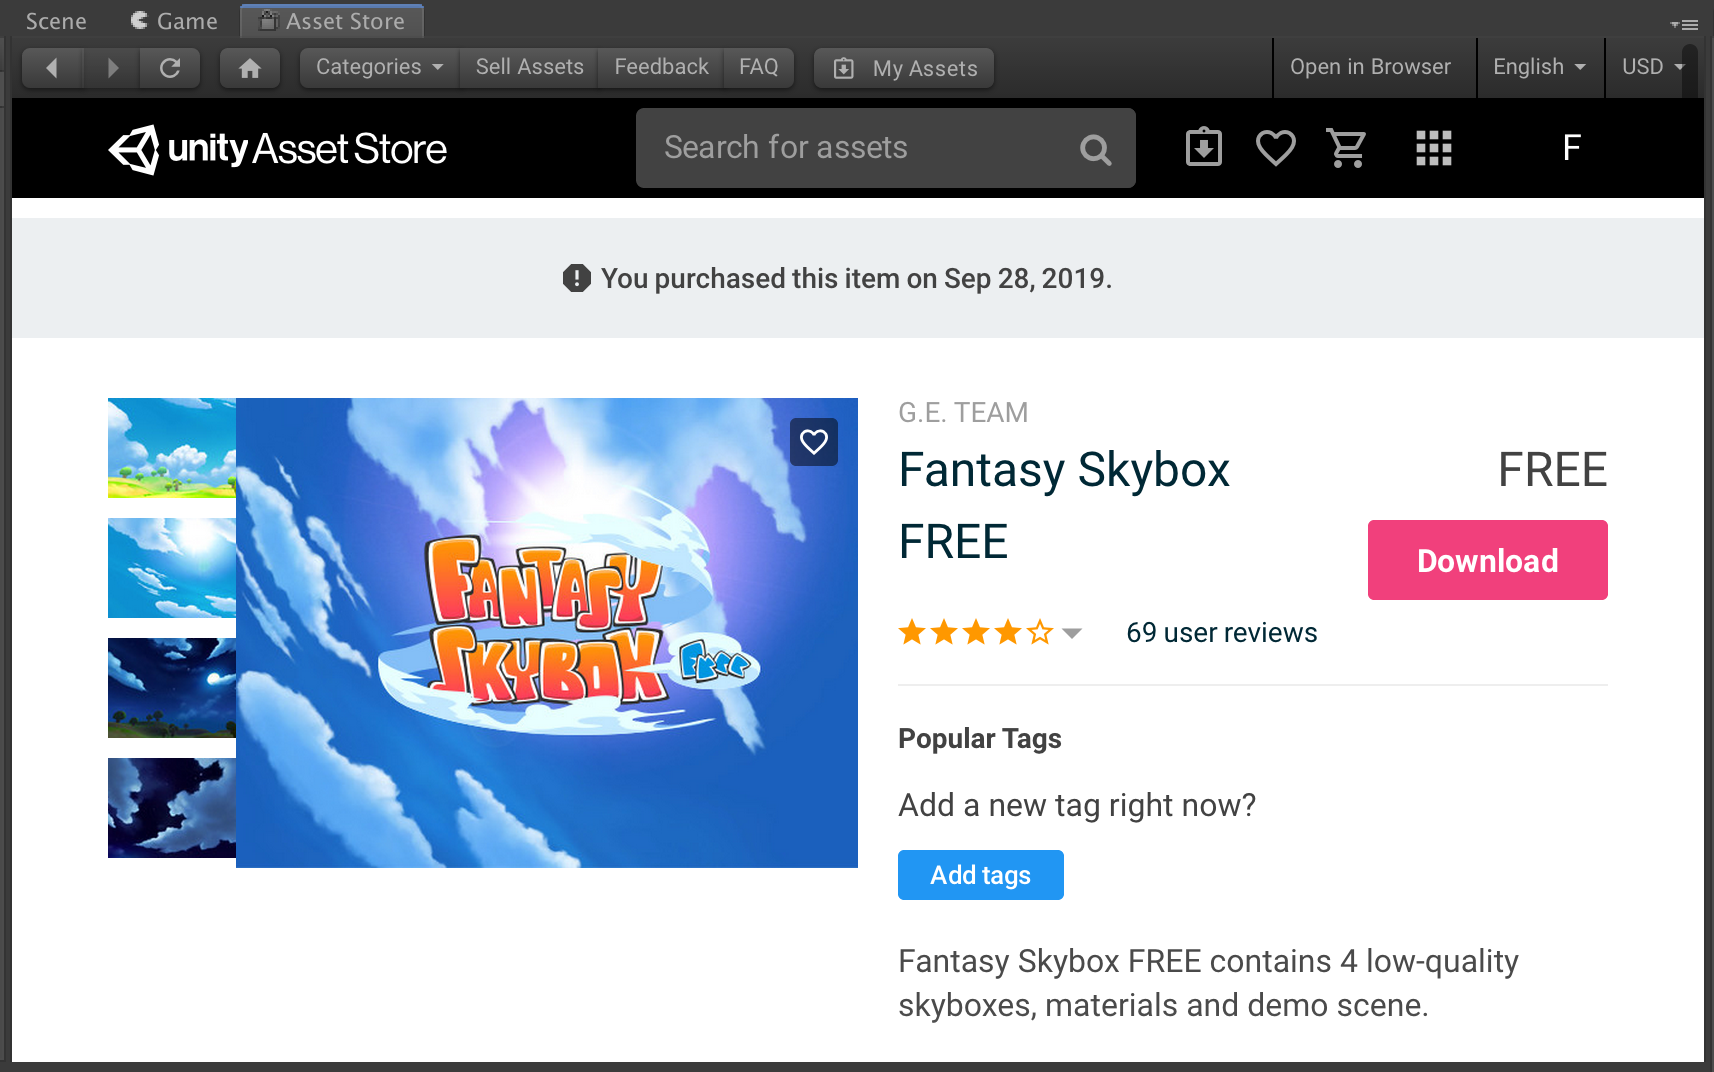 Scene Game Asset Store
Categories Sell Assets Feedback FAQ My Assets Open in Browser English USD
unity Asset Store Search for assets F
You purchased this item on Sep 28, 2019.
G.E. TEAM
Fantasy Skybox FREE
FREE
Download
69 user reviews
FANTASY
SKYBOX FREE
Popular Tags
Add a new tag right now?
Add tags
Fantasy Skybox FREE contains 4 low-quality
skyboxes, materials and demo scene.